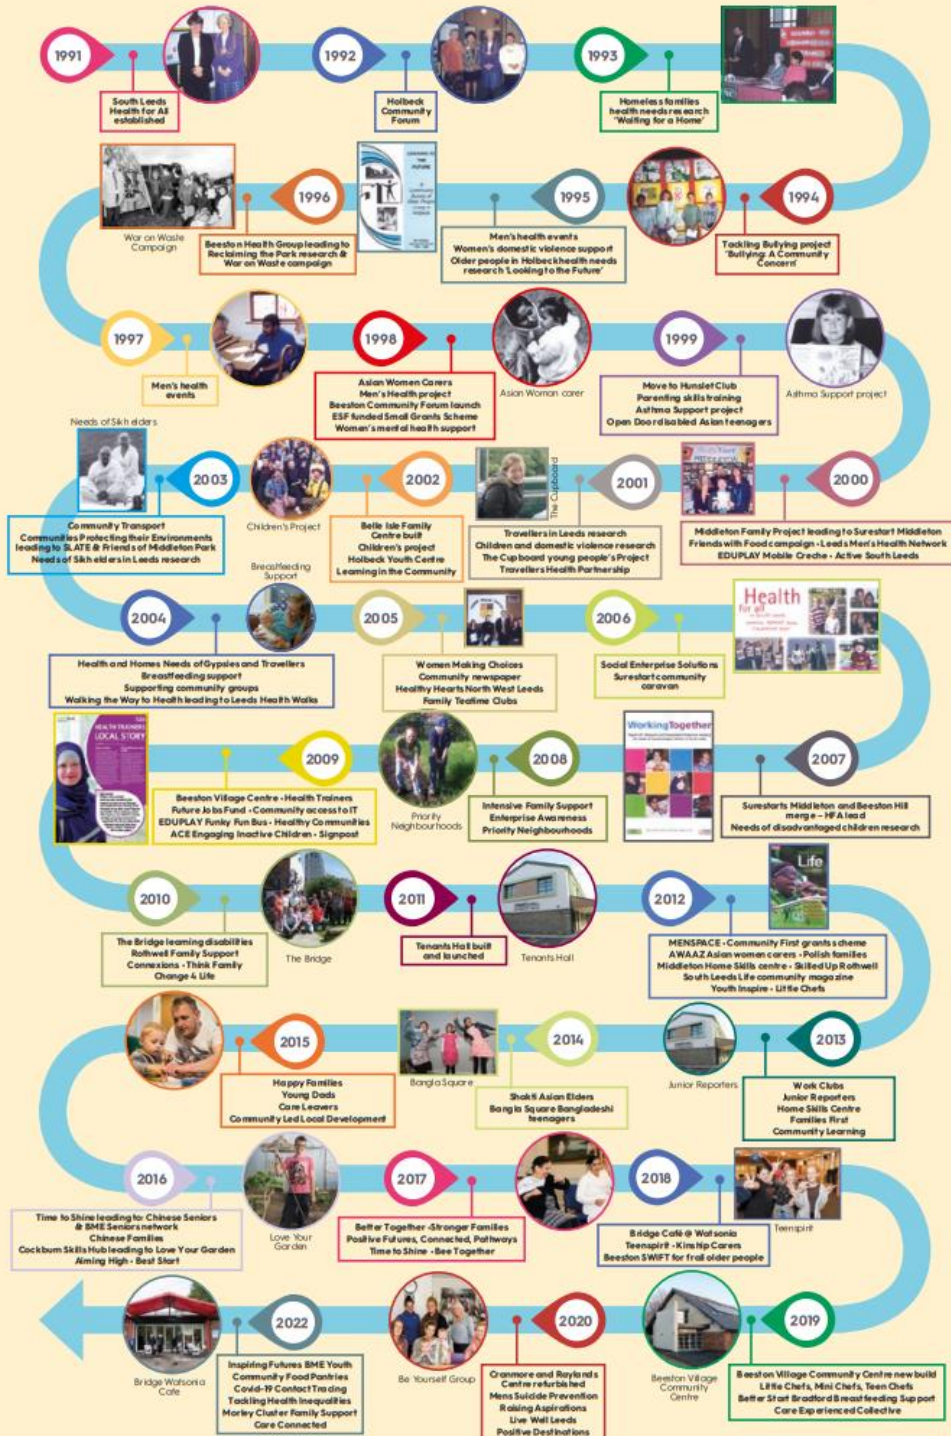 1991
South Leeds
Health for All
established
1992
Holbeck
Community
Forum
1993
Homeless families
health needs research
'Waiting for a Home'
1994
Tackling Bullying project
'Bullying: A Community
Concern'
1995
Men's health events
Women's domestic violence support
Older people in Holbeck health needs
research 'Looking to the Future'
THE
FUTURE
1996
Beeston Health Group leading to
Reclaiming the Park research &
War on Waste campaign
War on Waste
Campaign
1997
Men's health
events
1998
Asian Women Carers
Men's Health project
Beeston Community Forum launch
ESF funded Small Grants Scheme
Women's mental health support
Asian Woman carer
1999
Move to Hunslet Club
Parenting skills training
Asthma Support project
Open Door disabled Asian teenagers
Asthma Support project
2000
Middleton Family Project leading to Surestart Middleton
Friends with Food campaign - Leeds Men's Health Network
EDUPLAY Mobile Creche - Active South Leeds
2001
Travellers in Leeds research
Children and domestic violence research
The Cupboard young people's Project
Travellers Health Partnership
The Cupboard
2002
Belle Isle Family
Centre built
Children's project
Holbeck Youth Centre
Learning in the Community
Children's Project
2003
Community Transport
Communities Protecting their Environments
leading to SLATE & Friends of Middleton Park
Needs of Sikh elders in Leeds research
Needs of Sikh elders
2004
Health and Homes Needs of Gypsies and Travellers
Breastfeeding support
Supporting community groups
Walking the Way to Health leading to Leeds Health Walks
Breastfeeding
Support
2005
Women Making Choices
Community newspaper
Healthy Hearts North West Leeds
Family Teatime Clubs
2006
Social Enterprise Solutions
Surestart community
caravan
Health
for all
2007
Surestarts Middleton and Beeston Hill
merge – HFA lead
Needs of disadvantaged children research
WorkingTogether
2008
Intensive Family Support
Enterprise Awareness
Priority Neighbourhoods
Priority
Neighbourhoods
2009
Beeston Village Centre - Health Trainers
Future Jobs Fund - Community access to IT
EDUPLAY Funky Fun Bus - Healthy Communities
ACE Engaging Inactive Children - Signpost
HEALTH TRAINERS
LOCAL STORY
2010
The Bridge learning disabilities
Rothwell Family Support
Connexions - Think Family
Change 4 Life
The Bridge
2011
Tenants Hall built
and launched
Tenants Hall
2012
MENSPACE - Community First grants scheme
AWAAZ Asian women carers - Polish families
Middleton Home Skills centre - Skilled Up Rothwell
South Leeds Life community magazine
Youth Inspire - Little Chefs
Life
2013
Work Clubs
Junior Reporters
Home Skills Centre
Families First
Community Learning
Junior Reporters
2014
Shakti Asian Elders
Bangla Square Bangladeshi
teenagers
Bangla Square
2015
Happy Families
Young Dads
Care Leavers
Community Led Local Development
2016
Time to Shine leading to: Chinese Seniors
& BME Seniors network
Chinese Families
Cockburn Skills Hub leading to Love Your Garden
Aiming High - Best Start
Love Your
Garden
2017
Better Together -Stronger Families
Positive Futures, Connected, Pathways
Time to Shine - Bee Together
2018
Bridge Café @ Watsonia
Teenspirit - Kinship Carers
Beeston SWIFT for frail older people
Teenspirit
2019
Beeston Village Community Centre new build
Little Chefs, Mini Chefs, Teen Chefs
Better Start Bradford Breastfeeding Support
Care Experienced Collective
Beeston Village
Community
Centre
2020
Cranmore and Raylands
Centre refurbished
Mens Suicide Prevention
Raising Aspirations
Live Well Leeds
Positive Destinations
Be Yourself Group
2022
Inspiring Futures BME Youth
Community Food Pantries
Covid-19 Contact Tracing
Tackling Health Inequalities
Morley Cluster Family Support
Care Connected
Bridge Watsonia
Cafe